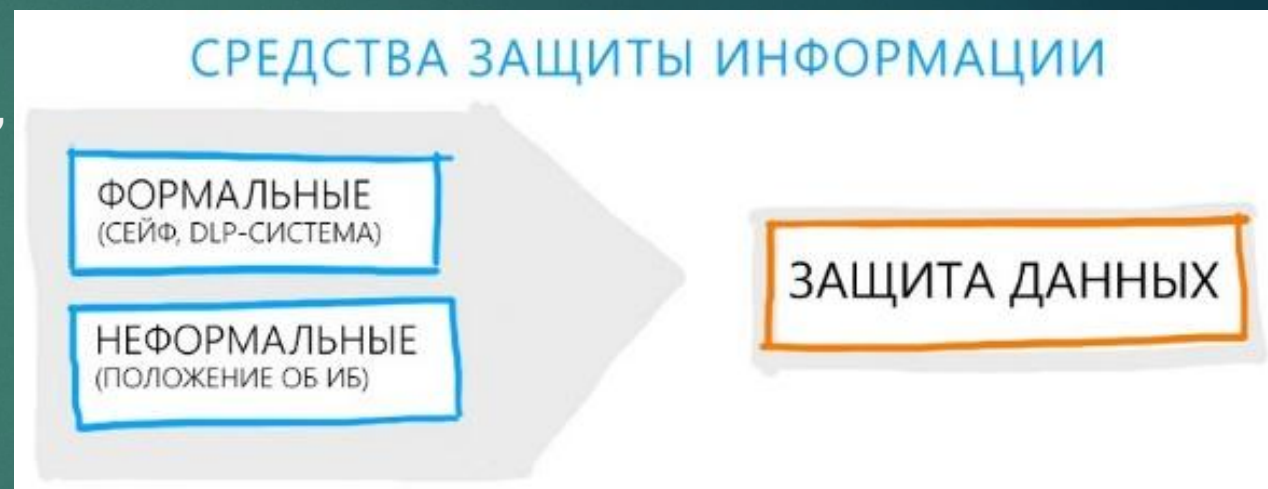 СРЕДСТВА ЗАЩИТЫ ИНФОРМАЦИИ
ФОРМАЛЬНЫЕ
(СЕЙФ, DLP-СИСТЕМА)
НЕФОРМАЛЬНЫЕ
(ПОЛОЖЕНИЕ ОБ ИБ)
ЗАЩИТА ДАННЫХ